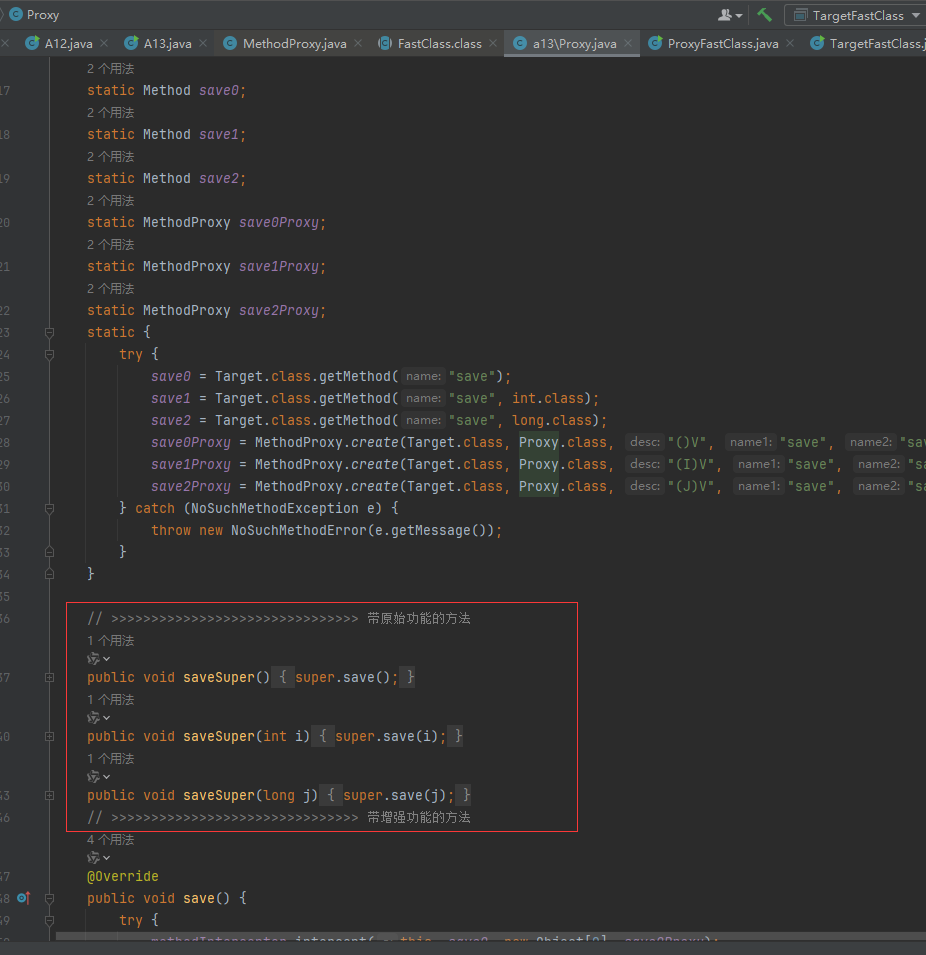 Proxy
TargetFastClass
A12.java
A13.java
MethodProxy.java
FastClass.class
a13\Proxy.java
ProxyFastClass.java
TargetFastClass.j
2 个用法
17 static Method save0;
2 个用法
18 static Method save1;
2 个用法
19 static Method save2;
2 个用法
20 static MethodProxy save0Proxy;
2 个用法
21 static MethodProxy save1Proxy;
2 个用法
22 static MethodProxy save2Proxy;
23 static {
24 try {
25 save0 = Target.class.getMethod( name: "save");
26 save1 = Target.class.getMethod( name: "save", int.class);
27 save2 = Target.class.getMethod( name: "save", long.class);
28 save0Proxy = MethodProxy.create(Target.class, Proxy.class, desc: "()V", name1: "save", name2: "sav
29 save1Proxy = MethodProxy.create(Target.class, Proxy.class, desc: "(I)V", name1: "save", name2: "sa
30 save2Proxy = MethodProxy.create(Target.class, Proxy.class, desc: "(J)V", name1: "save", name2: "sa
31 } catch (NoSuchMethodException e) {
32 throw new NoSuchMethodError(e.getMessage());
33 }
34 }
35
36 // >>>>>>>>>>>>>>>>>>>>>>>>>>>>>>> 带原始功能的方法
1 个用法
37 public void saveSuper() { super.save(); }
1 个用法
40 public void saveSuper(int i) { super.save(i); }
1 个用法
43 public void saveSuper(long j) { super.save(j); }
46 // >>>>>>>>>>>>>>>>>>>>>>>>>>>>>>> 带增强功能的方法
4 个用法
47 @Override
48 public void save() {
49 try {
methodInterceptor.intercept( this, save0, new Object[0], save0Proxy);